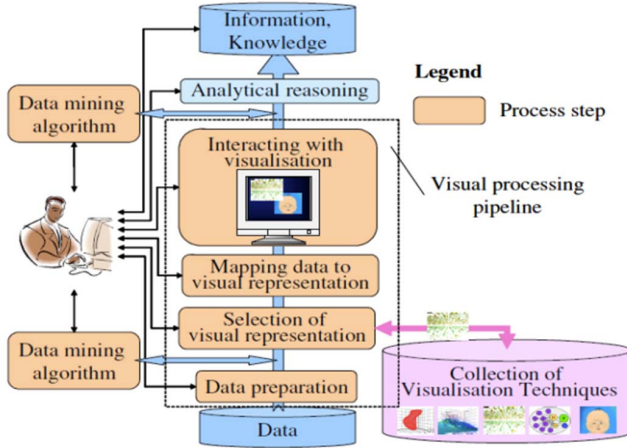 Information,
Knowledge
Analytical reasoning
Legend
Process step
Data mining
algorithm
Interacting with
visualisation
Visual processing
pipeline
Mapping data to
visual representation
Selection of
visual representation
Data mining
algorithm
Data preparation
Collection of
Visualisation Techniques
Data